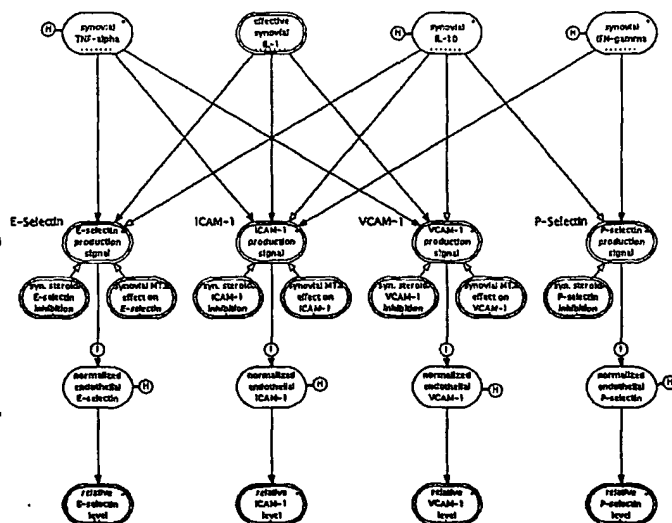 H
synovial
TNF-alpha
effective
synovial
IL-1
H
synovial
IL-10
H
synovial
IFN-gamma
E-Selectin
E-selectin
production
signal
ICAM-1
ICAM-1
production
signal
VCAM-1
VCAM-1
production
signal
P-Selectin
P-selectin
production
signal
syn. steroid
E-selectin
inhibition
synovial MTX
effect on
E-selectin
syn. steroid
ICAM-1
inhibition
synovial MTX
effect on
ICAM-1
syn. steroid
VCAM-1
inhibition
synovial MTX
effect on
VCAM-1
syn. steroid
P-selectin
inhibition
I
I
I
I
normalized
endothelial
E-selectin
H
normalized
endothelial
ICAM-1
H
normalized
endothelial
VCAM-1
H
normalized
endothelial
P-selectin
H
relative
E-selectin
level
relative
ICAM-1
level
relative
VCAM-1
level
relative
P-selectin
level